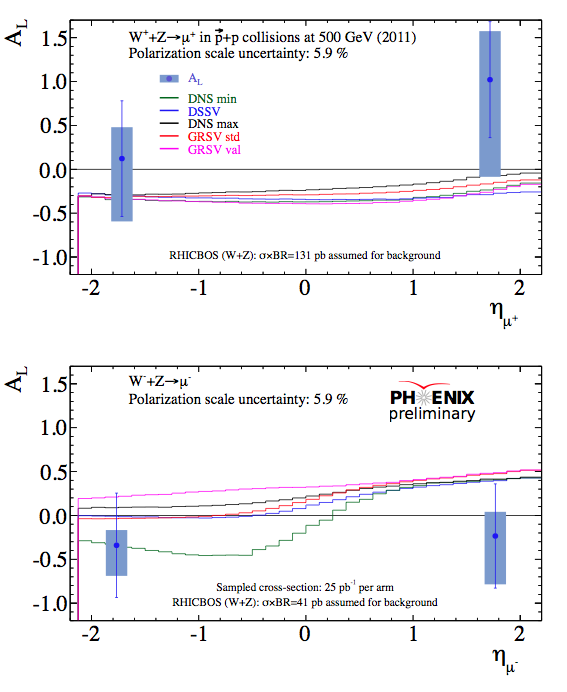 W⁺+Z→μ⁺ in p⃗+p collisions at 500 GeV (2011)
Polarization scale uncertainty: 5.9 %
A_L
A_L
DNS min
DSSV
DNS max
GRSV std
GRSV val
1.5
1.0
0.5
0.0
-0.5
-1.0
RHICBOS (W+Z): σ×BR=131 pb assumed for background
-2 -1 0 1 2
η_μ⁺
A_L
W⁻+Z→μ⁻
Polarization scale uncertainty: 5.9 %
PHENIX
preliminary
1.5
1.0
0.5
0.0
-0.5
-1.0
Sampled cross-section: 25 pb⁻¹ per arm
RHICBOS (W+Z): σ×BR=41 pb assumed for background
-2 -1 0 1 2
η_μ⁻